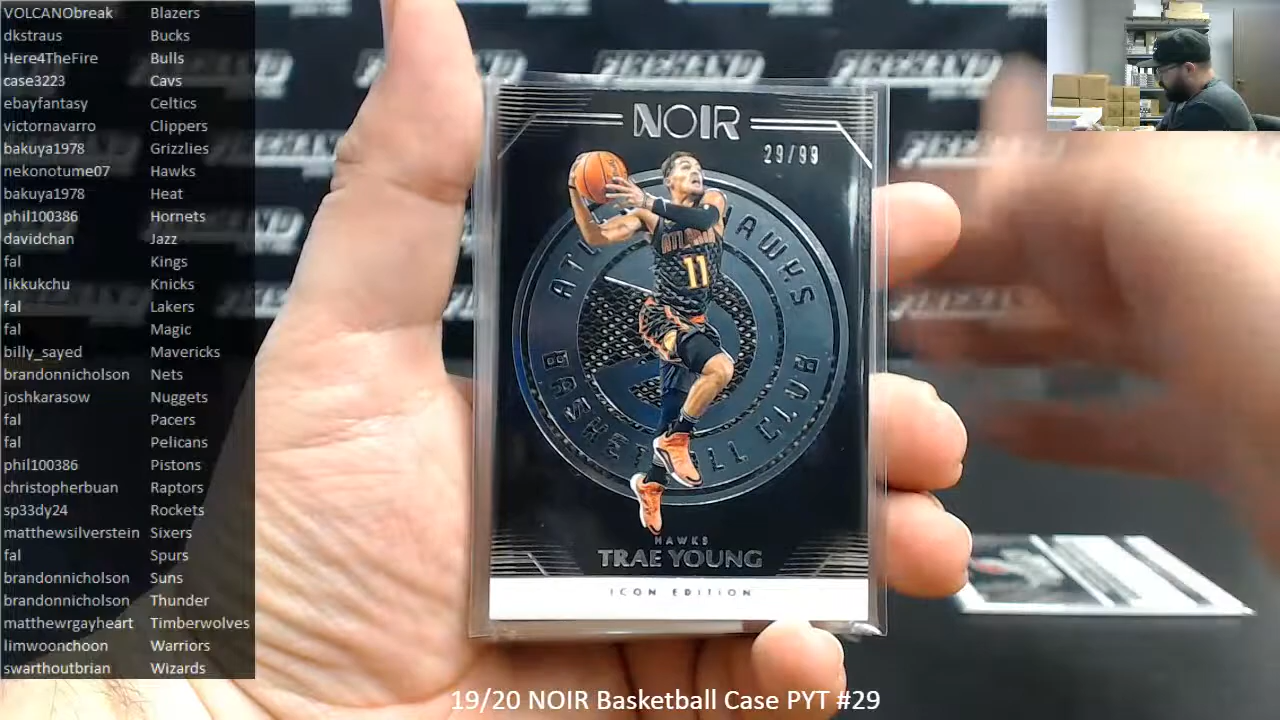 VOLCANObreak Blazers
dkstraus Bucks
Here4TheFire Bulls
case3223 Cavs
ebayfantasy Celtics
victornavarro Clippers
bakuya1978 Grizzlies
nekonotume07 Hawks
bakuya1978 Heat
phil100386 Hornets
davidchan Jazz
fal Kings
likkukchu Knicks
fal Lakers
fal Magic
billy_sayed Mavericks
brandonnicholson Nets
joshkarasow Nuggets
fal Pacers
fal Pelicans
phil100386 Pistons
christopherbuan Raptors
sp33dy24 Rockets
matthewsilverstein Sixers
fal Spurs
brandonnicholson Suns
brandonnicholson Thunder
matthewrgayheart Timberwolves
limwoonchoon Warriors
swarthoutbrian Wizards
FIREHAND FIREHAND FIREHAND
NOIR
29/99
HAWKS
BASKETBALL CLUB
ATLANTA
11
HAWKS
TRAE YOUNG
ICON EDITION
19/20 NOIR Basketball Case PYT #29